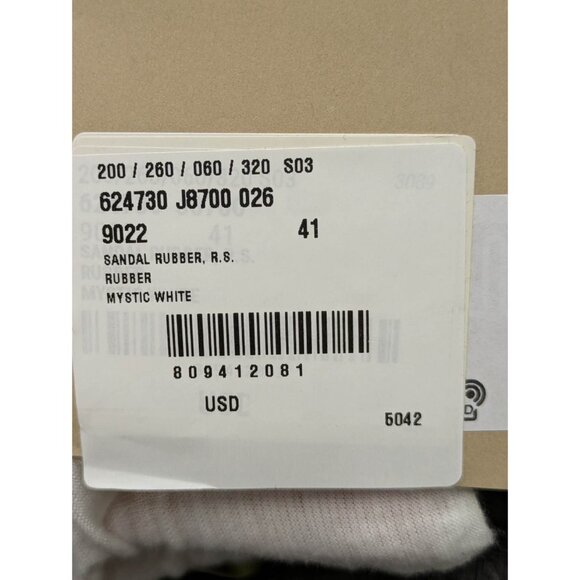 200 / 260 / 060 / 320 S03
624730 J8700 026
9022 41
SANDAL RUBBER, R.S.
RUBBER
MYSTIC WHITE
809412081
USD
5042